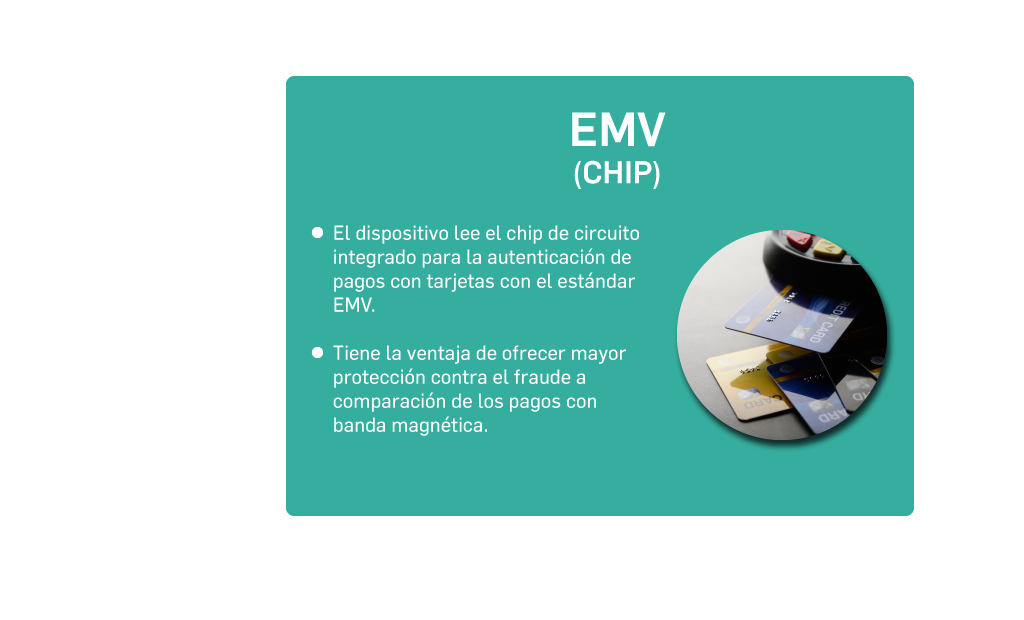 EMV
(CHIP)
El dispositivo lee el chip de circuito
integrado para la autenticación de
pagos con tarjetas con el estándar
EMV.
Tiene la ventaja de ofrecer mayor
protección contra el fraude a
comparación de los pagos con
banda magnética.
CREDIT CARD